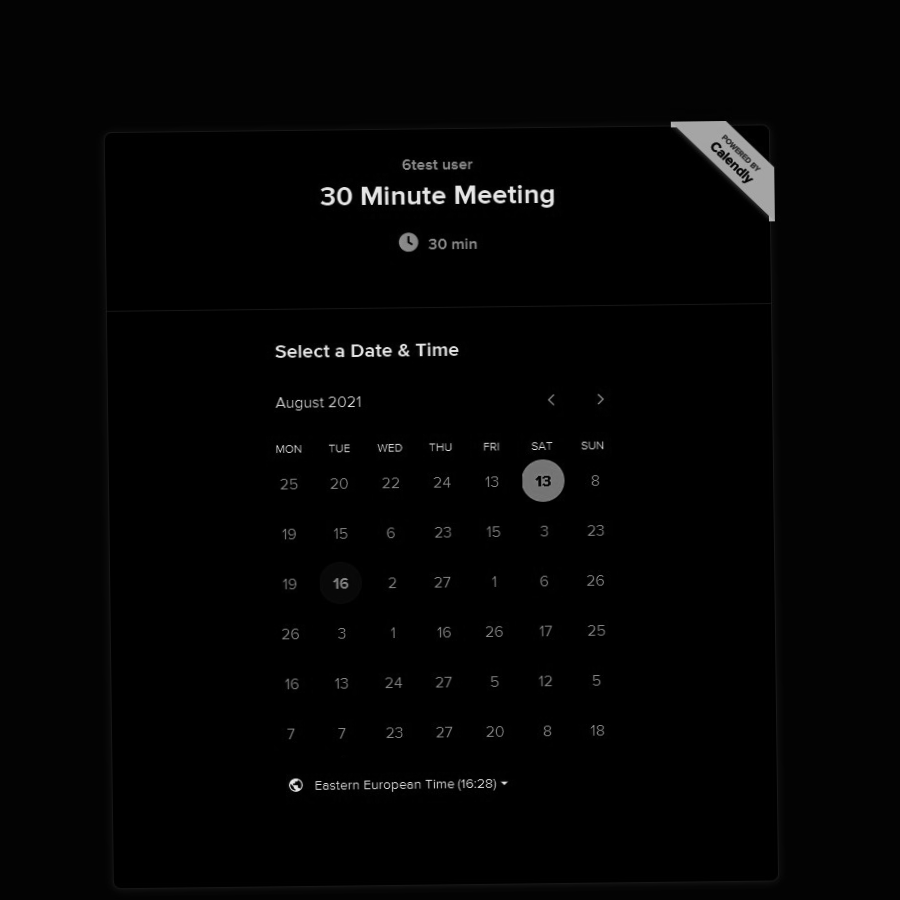 POWERED BY
Calendly
6test user
30 Minute Meeting
30 min
Select a Date & Time
August 2021
MON TUE WED THU FRI SAT SUN
25 20 22 24 13 13 8
19 15 6 23 15 3 23
19 16 2 27 1 6 26
26 3 1 16 26 17 25
16 13 24 27 5 12 5
7 7 23 27 20 8 18
Eastern European Time (16:28)